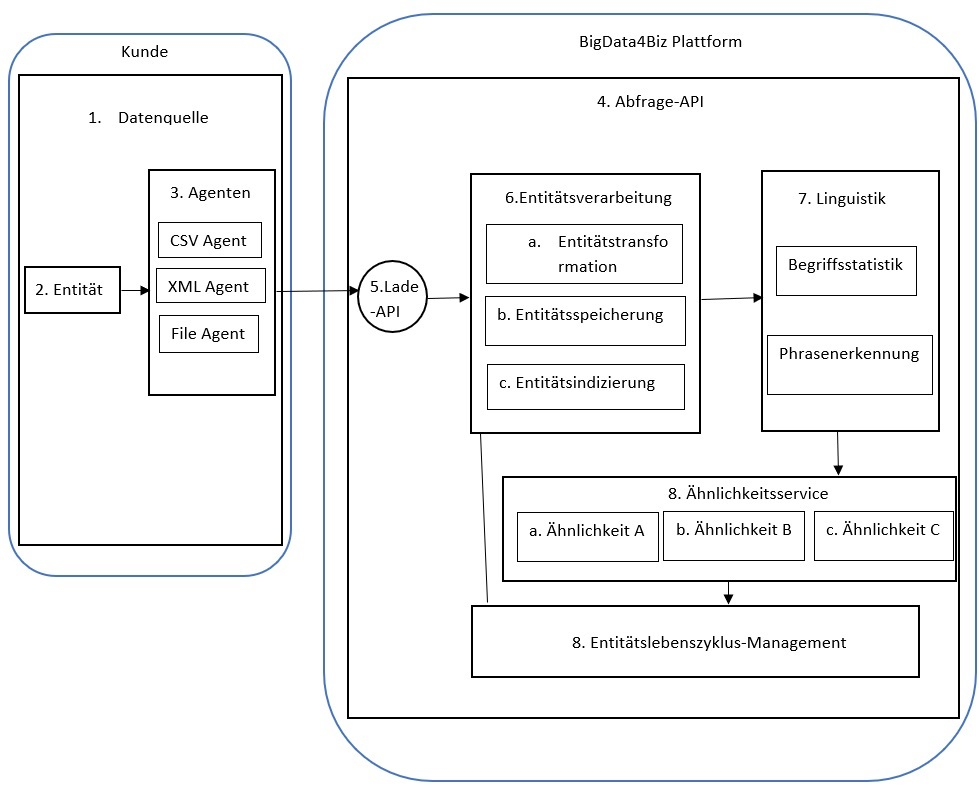 Kunde
1. Datenquelle
3. Agenten
CSV Agent
2. Entität
XML Agent
File Agent
BigData4Biz Plattform
4. Abfrage-API
5.Lade
-API
6.Entitätsverarbeitung
a. Entitätstransfo
rmation
b. Entitätsspeicherung
c. Entitätsindizierung
7. Linguistik
Begriffsstatistik
Phrasenerkennung
8. Ähnlichkeitsservice
a. Ähnlichkeit A
b. Ähnlichkeit B
c. Ähnlichkeit C
8. Entitätslebenszyklus-Management